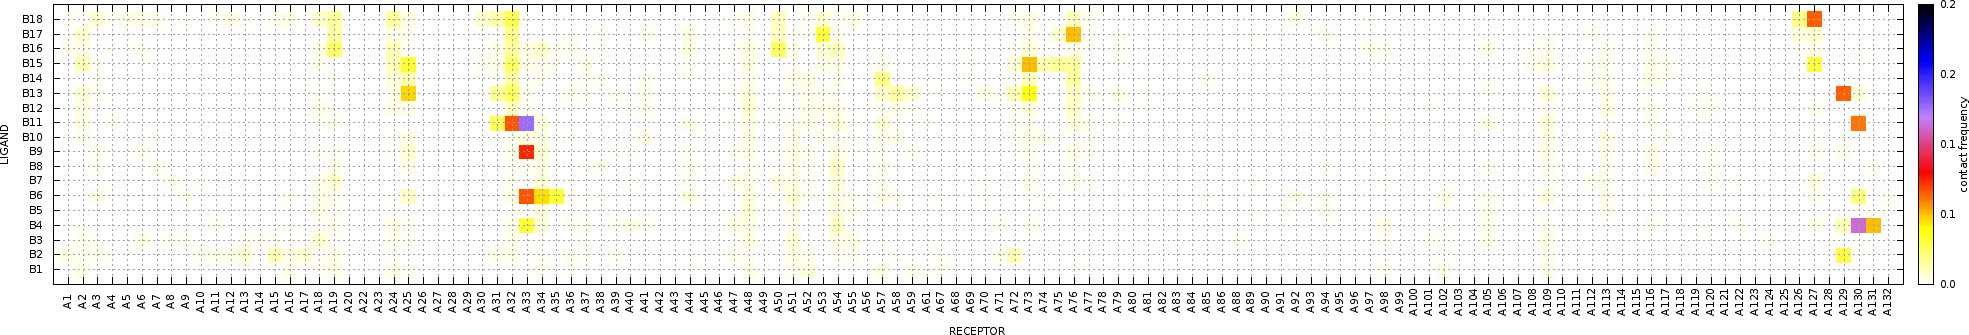 LIGAND
B18
B17
B16
B15
B14
B13
B12
B11
B10
B9
B8
B7
B6
B5
B4
B3
B2
B1
A1 A2 A3 A4 A5 A6 A7 A8 A9 A10 A11 A12 A13 A14 A15 A16 A17 A18 A19 A20 A22 A23 A24 A25 A26 A27 A28 A29 A30 A31 A32 A33 A34 A35 A36 A37 A38 A39 A40 A41 A42 A43 A44 A45 A46 A47 A48 A49 A50 A51 A52 A53 A54 A55 A56 A57 A58 A59 A61 A67 A68 A69 A70 A71 A72 A73 A74 A75 A76 A77 A78 A79 A80 A81 A82 A83 A84 A85 A86 A88 A89 A90 A91 A92 A93 A94 A95 A96 A97 A98 A99 A100 A101 A102 A103 A104 A105 A106 A107 A108 A109 A110 A111 A112 A113 A114 A115 A116 A117 A118 A119 A120 A121 A122 A123 A124 A125 A126 A127 A128 A129 A130 A131 A132
RECEPTOR
0.2
0.2
0.1
0.1
0.0
contact frequency